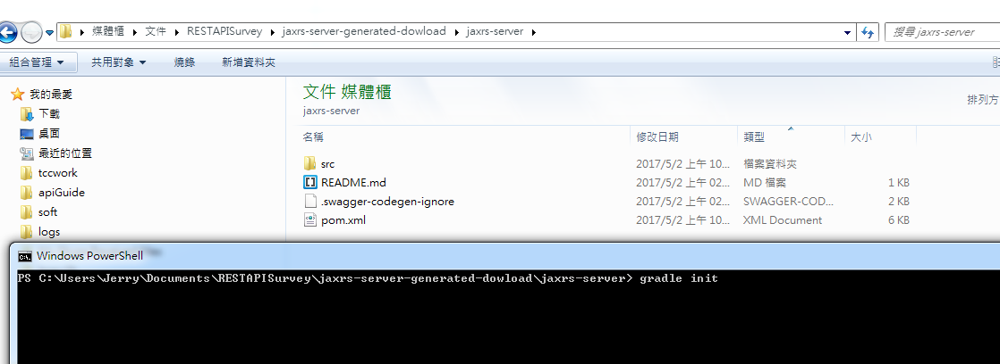 媒體櫃 ▸ 文件 ▸ RESTAPISurvey ▸ jaxrs-server-generated-dowload ▸ jaxrs-server ▸ 搜尋 jaxrs-server
組合管理 共用對象 燒錄 新增資料夾
我的最愛
下載
桌面
最近的位置
tccwork
apiGuide
soft
logs
文件 媒體櫃
jaxrs-server
排列方
名稱 修改日期 類型 大小
src 2017/5/2 上午 10... 檔案資料夾
README.md 2017/5/2 上午 02... MD 檔案 1 KB
.swagger-codegen-ignore 2017/5/2 上午 02... SWAGGER-COD... 2 KB
pom.xml 2017/5/2 上午 10... XML Document 6 KB
Windows PowerShell
PS C:\Users\Jerry\Documents\RESTAPISurvey\jaxrs-server-generated-dowload\jaxrs-server> gradle init